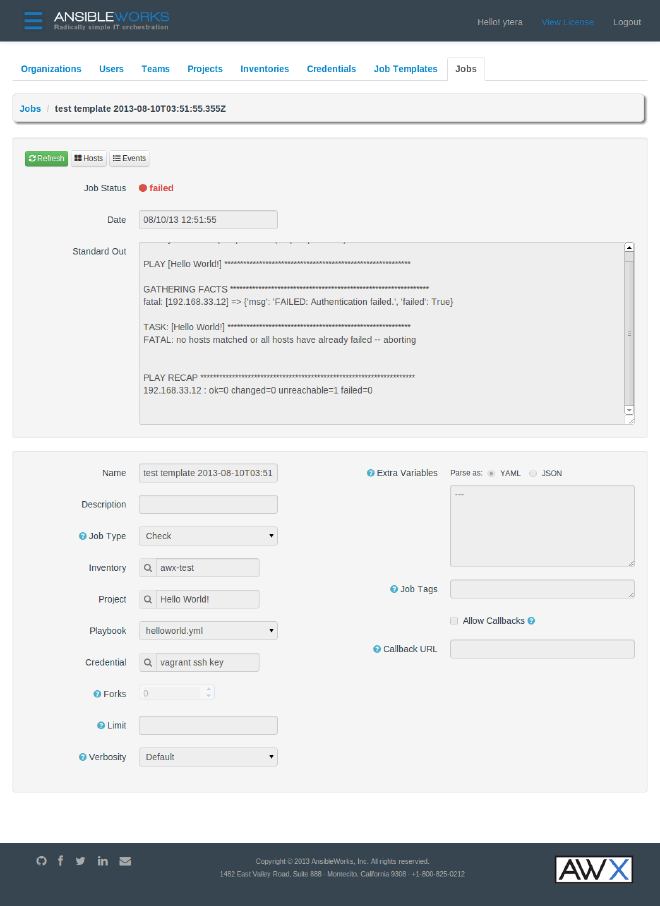 ANSIBLEWORKS
Radically simple IT orchestration
Hello! ytera View License Logout
Organizations Users Teams Projects Inventories Credentials Job Templates Jobs
Jobs / test template 2013-08-10T03:51:55.355Z
Refresh Hosts Events
Job Status failed
Date 08/10/13 12:51:55
Standard Out
PLAY [Hello World!] ***********************************************************
GATHERING FACTS ***************************************************************
fatal: [192.168.33.12] => {'msg': 'FAILED: Authentication failed.', 'failed': True}
TASK: [Hello World!] **********************************************************
FATAL: no hosts matched or all hosts have already failed -- aborting
PLAY RECAP ********************************************************************
192.168.33.12 : ok=0 changed=0 unreachable=1 failed=0
Name test template 2013-08-10T03:51
Description
Job Type Check
Inventory awx-test
Project Hello World!
Playbook helloworld.yml
Credential vagrant ssh key
Forks 0
Limit
Verbosity Default
Extra Variables Parse as: YAML JSON
---
Job Tags
Allow Callbacks
Callback URL
Copyright © 2013 AnsibleWorks, Inc. All rights reserved.
1482 East Valley Road, Suite 888 · Montecito, California 9308 · +1-800-825-0212
AWX